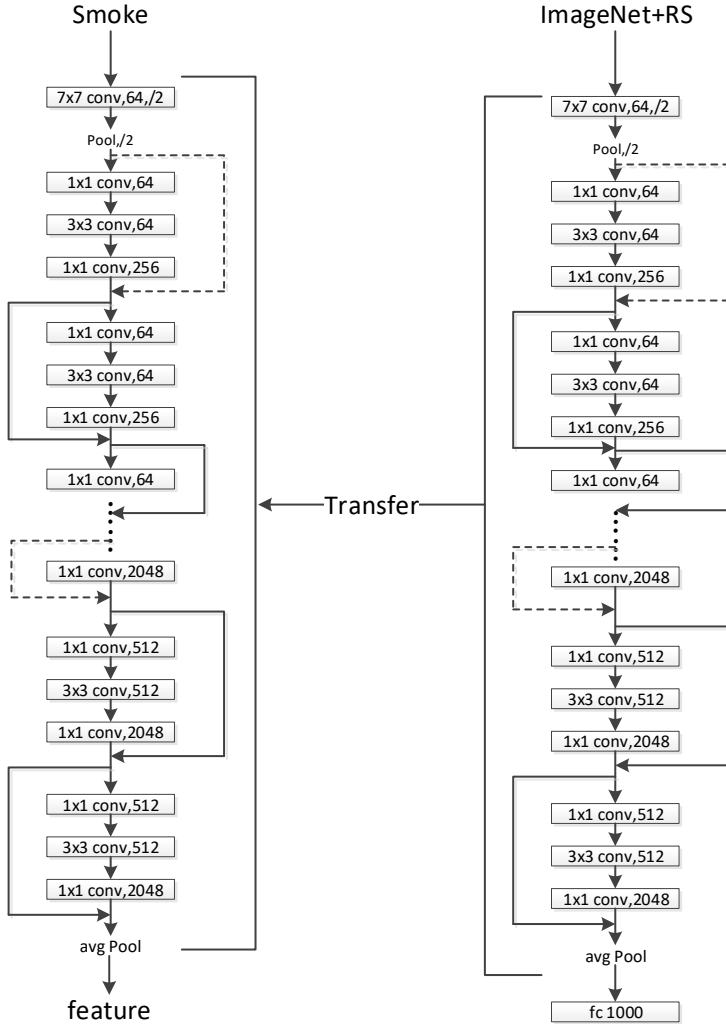 Smoke
7x7 conv,64,/2
Pool,/2
1x1 conv,64
3x3 conv,64
1x1 conv,256
1x1 conv,64
3x3 conv,64
1x1 conv,256
1x1 conv,64
1x1 conv,2048
1x1 conv,512
3x3 conv,512
1x1 conv,2048
1x1 conv,512
3x3 conv,512
1x1 conv,2048
avg Pool
feature
Transfer
ImageNet+RS
7x7 conv,64,/2
Pool,/2
1x1 conv,64
3x3 conv,64
1x1 conv,256
1x1 conv,64
3x3 conv,64
1x1 conv,256
1x1 conv,64
1x1 conv,2048
1x1 conv,512
3x3 conv,512
1x1 conv,2048
1x1 conv,512
3x3 conv,512
1x1 conv,2048
avg Pool
fc 1000